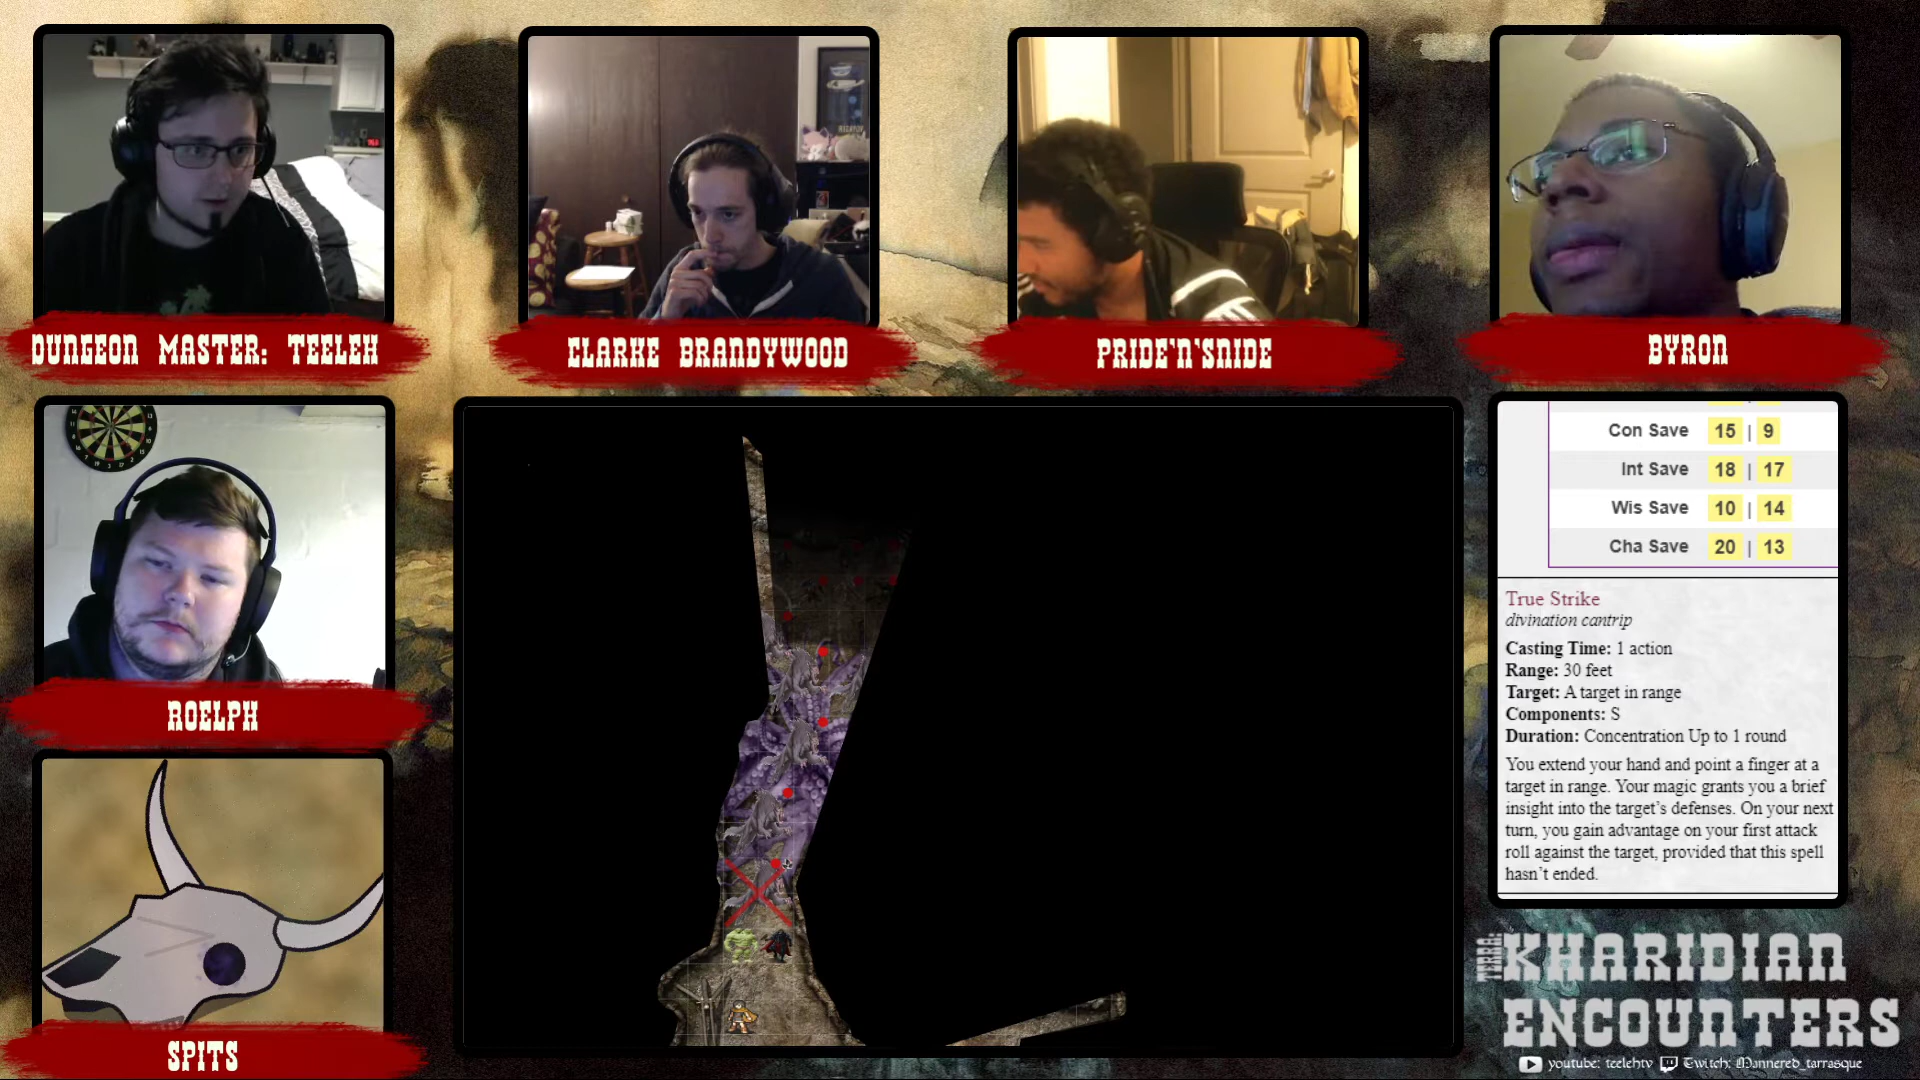 DUNGEON MASTER: TEELEH
CLARKE BRANDYWOOD
PRIDE'N'SNIDE
BYRON
ROELPH
SPITS
Con Save 15 | 9
Int Save 18 | 17
Wis Save 10 | 14
Cha Save 20 | 13
True Strike
divination cantrip
Casting Time: 1 action
Range: 30 feet
Target: A target in range
Components: S
Duration: Concentration Up to 1 round
You extend your hand and point a finger at a
target in range. Your magic grants you a brief
insight into the target's defenses. On your next
turn, you gain advantage on your first attack
roll against the target, provided that this spell
hasn't ended.
TERRA:
KHARIDIAN
ENCOUNTERS
youtube: teelehtv Twitch: Mannered_tarrasque